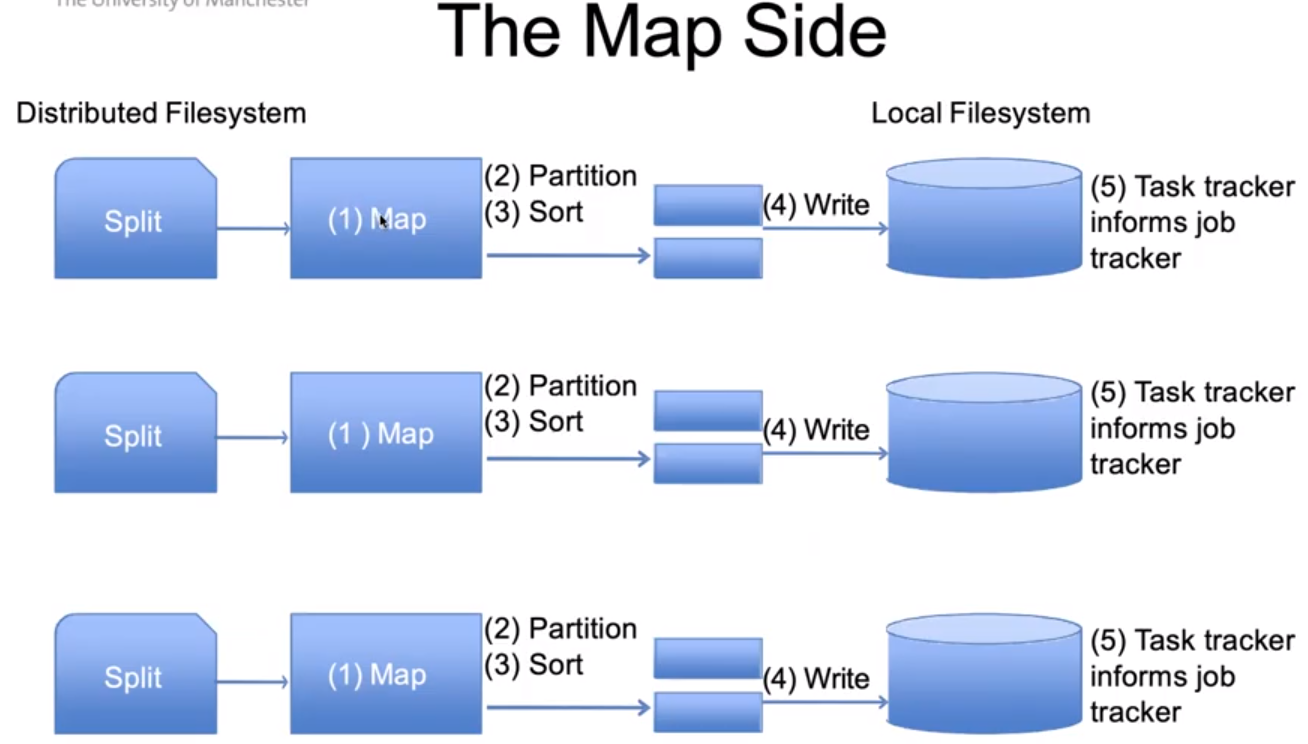 The University of Manchester
The Map Side
Distributed Filesystem
Local Filesystem
Split
(1) Map
(2) Partition
(3) Sort
(4) Write
(5) Task tracker
informs job
tracker
Split
(1 ) Map
(2) Partition
(3) Sort
(4) Write
(5) Task tracker
informs job
tracker
Split
(1) Map
(2) Partition
(3) Sort
(4) Write
(5) Task tracker
informs job
tracker